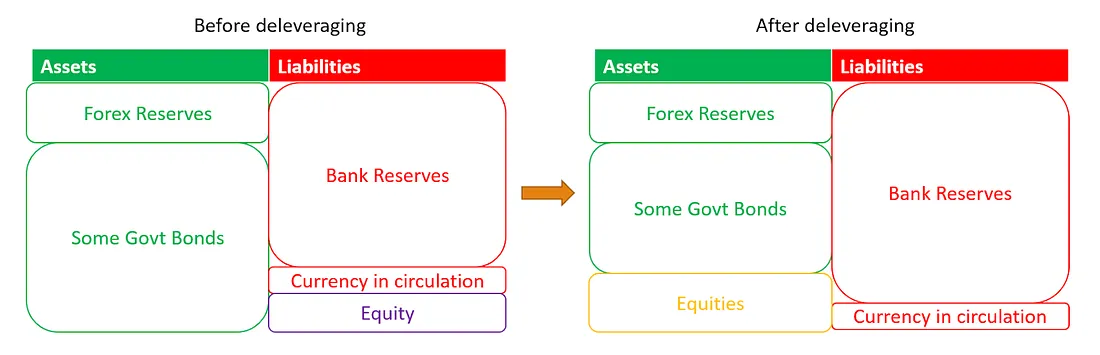 Before deleveraging
Assets
Liabilities
Forex Reserves
Bank Reserves
Some Govt Bonds
Currency in circulation
Equity
After deleveraging
Assets
Liabilities
Forex Reserves
Bank Reserves
Some Govt Bonds
Equities
Currency in circulation